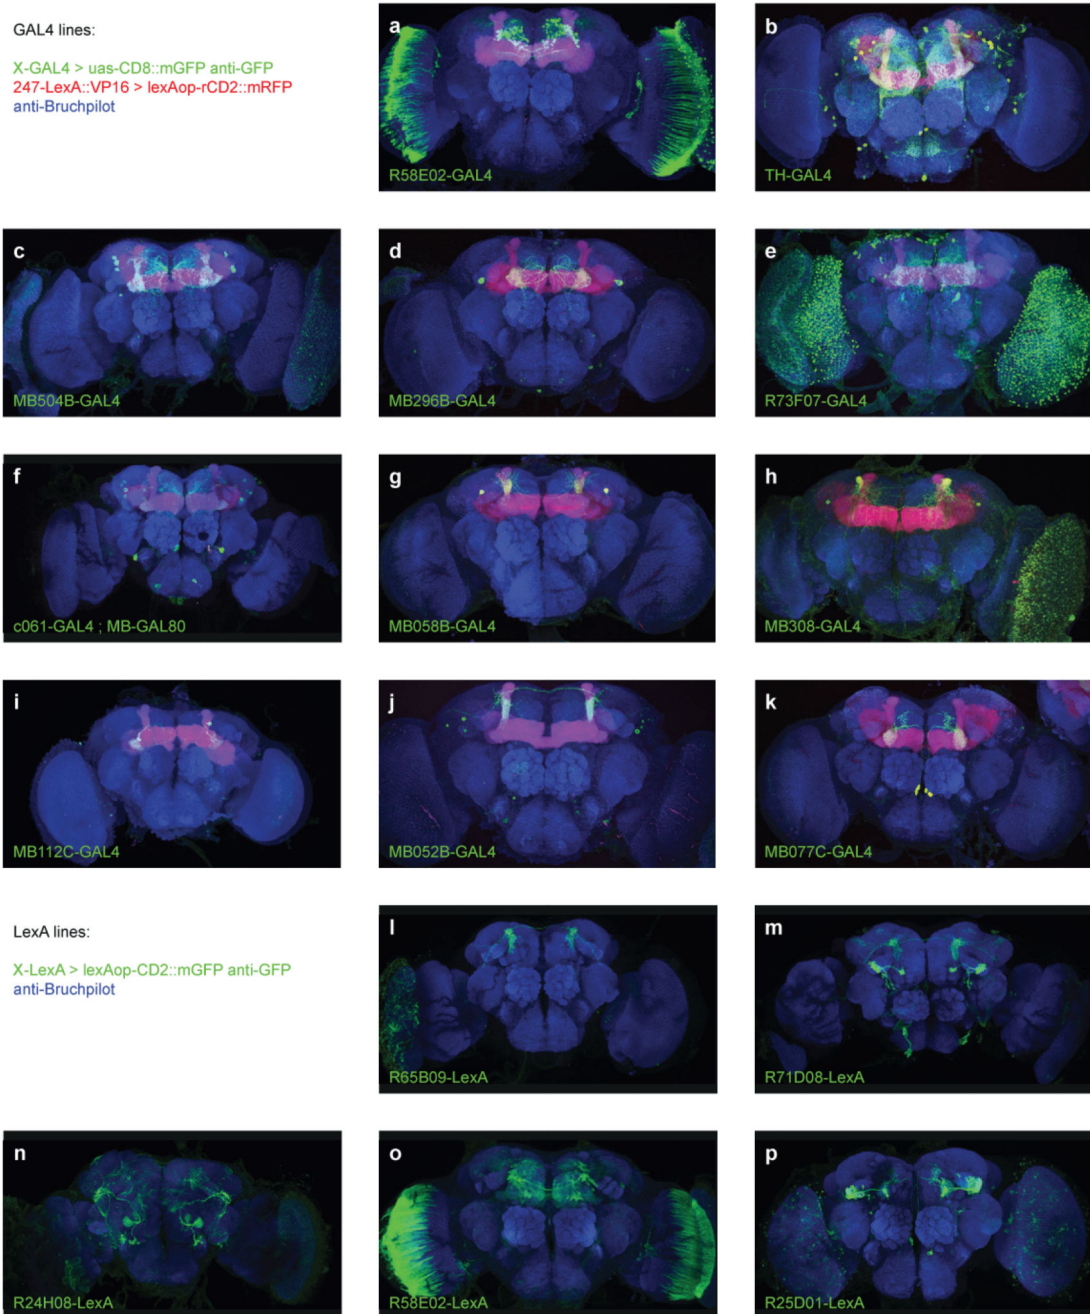 GAL4 lines:
X-GAL4 > uas-CD8::mGFP anti-GFP
247-LexA::VP16 > lexAop-rCD2::mRFP
anti-Bruchpilot
a
R58E02-GAL4
b
TH-GAL4
c
MB504B-GAL4
d
MB296B-GAL4
e
R73F07-GAL4
f
c061-GAL4 ; MB-GAL80
g
MB058B-GAL4
h
MB308-GAL4
i
MB112C-GAL4
j
MB052B-GAL4
k
MB077C-GAL4
LexA lines:
X-LexA > lexAop-CD2::mGFP anti-GFP
anti-Bruchpilot
l
R65B09-LexA
m
R71D08-LexA
n
R24H08-LexA
o
R58E02-LexA
p
R25D01-LexA